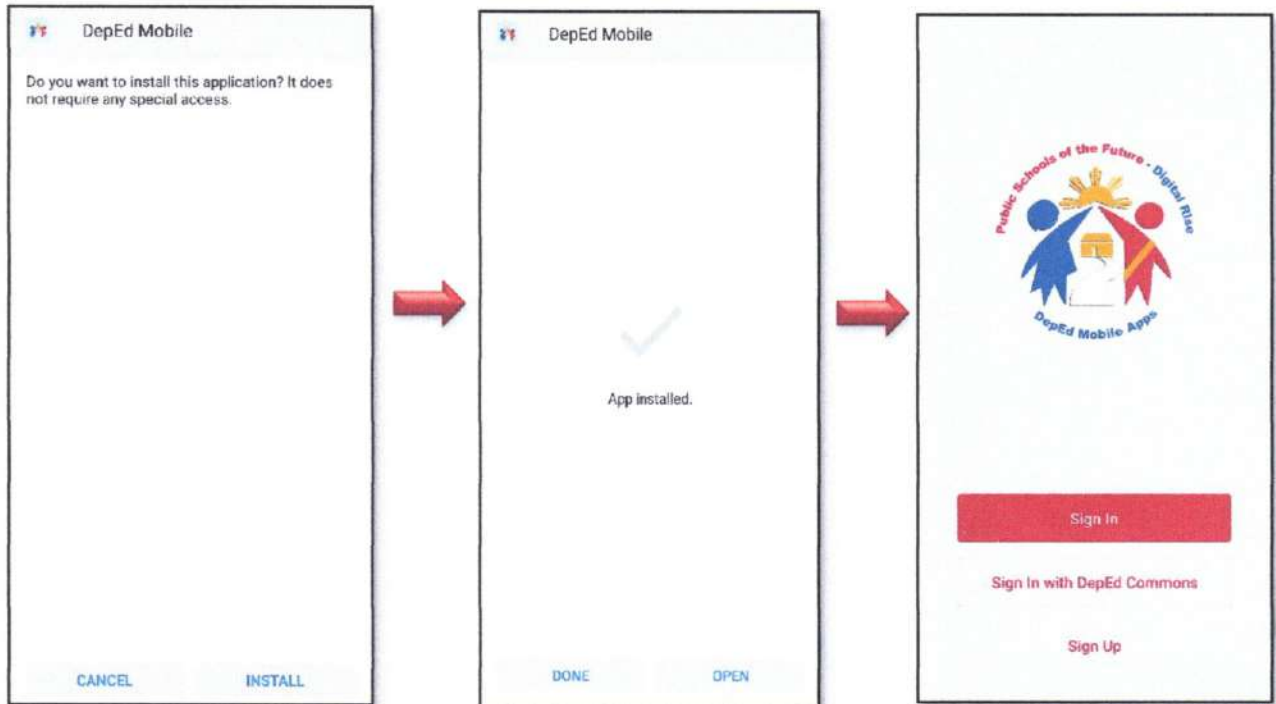 DepEd Mobile
Do you want to install this application? It does
not require any special access.
CANCEL
INSTALL
DepEd Mobile
App installed.
DONE
OPEN
Public Schools of the Future - Digital Rise
DepEd Mobile Apps
Sign In
Sign In with DepEd Commons
Sign Up